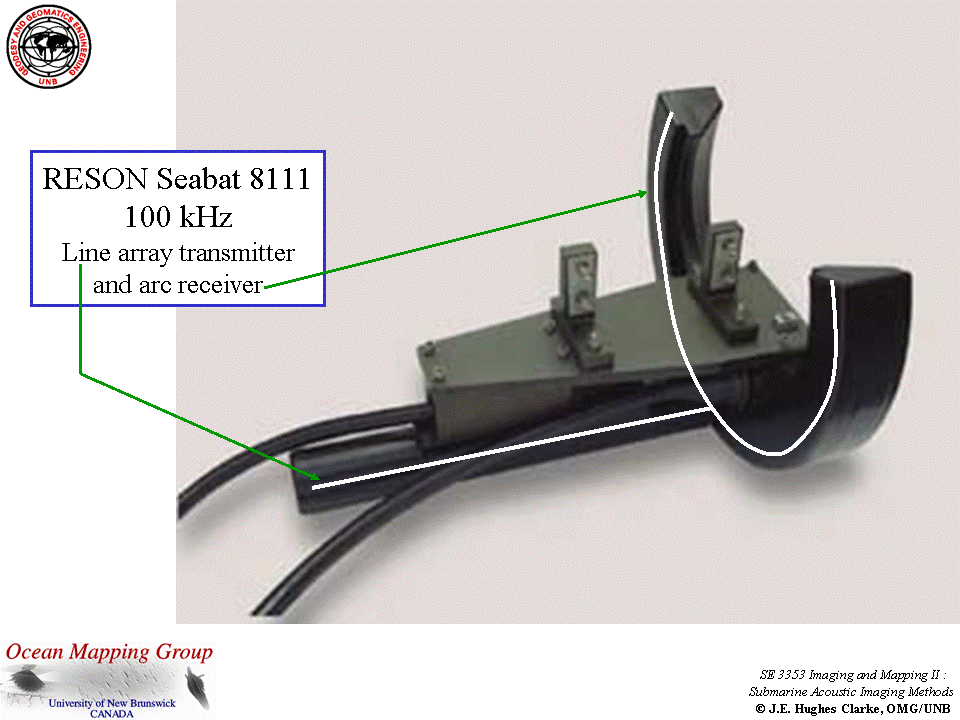 GEODESY AND GEOMATICS ENGINEERING
UNB
RESON Seabat 8111
100 kHz
Line array transmitter
and arc receiver
Ocean Mapping Group
University of New Brunswick
CANADA
SE 3353 Imaging and Mapping II :
Submarine Acoustic Imaging Methods
© J.E. Hughes Clarke, OMG/UNB